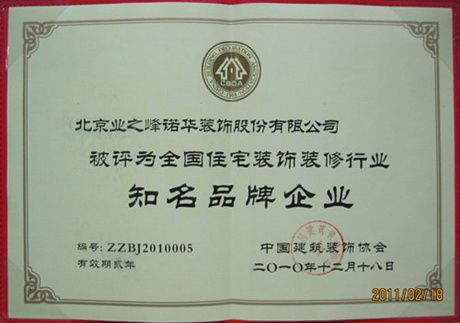 CBDA
北京业之峰诺华装饰股份有限公司
被评为全国住宅装饰装修行业
知名品牌企业
编号: ZZBJ2010005
有效期贰年
中国建筑装饰协会
二〇一〇年十二月十八日
2011/02/18